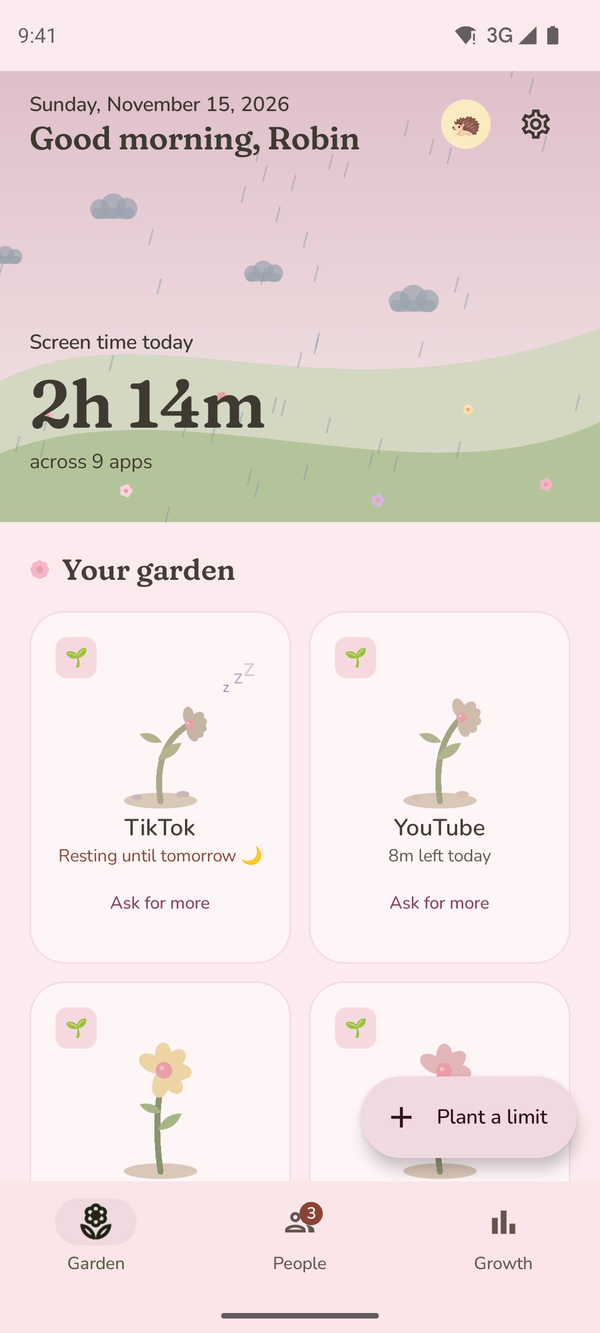 9:41
3G
Sunday, November 15, 2026
Good morning, Robin
Screen time today
2h 14m
across 9 apps
Your garden
z z Z
TikTok
Resting until tomorrow 🌙
Ask for more
YouTube
8m left today
Ask for more
+ Plant a limit
3
Garden
People
Growth